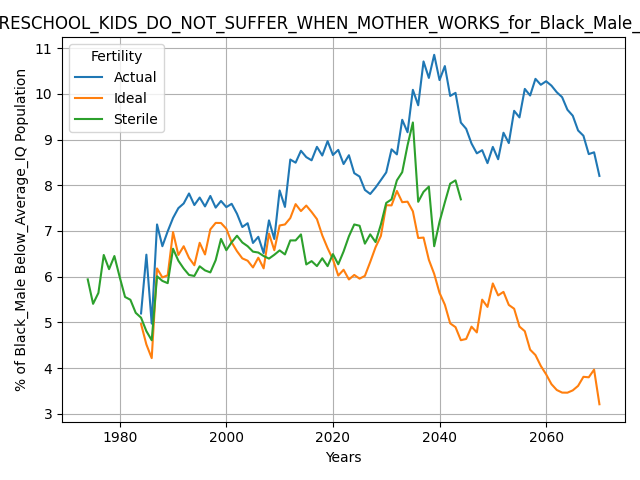 RESCHOOL_KIDS_DO_NOT_SUFFER_WHEN_MOTHER_WORKS_for_Black_Male_
% of Black_Male Below_Average_IQ Population
11
10
9
8
7
6
5
4
3
Fertility
Actual
Ideal
Sterile
1980 2000 2020 2040 2060
Years